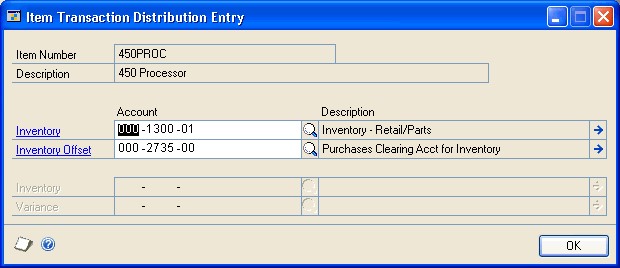 Item Transaction Distribution Entry
Item Number 450PROC
Description 450 Processor
Account Description
Inventory 000 -1300 -01 Inventory - Retail/Parts
Inventory Offset 000 -2735 -00 Purchases Clearing Acct for Inventory
Inventory - -
Variance - -
OK